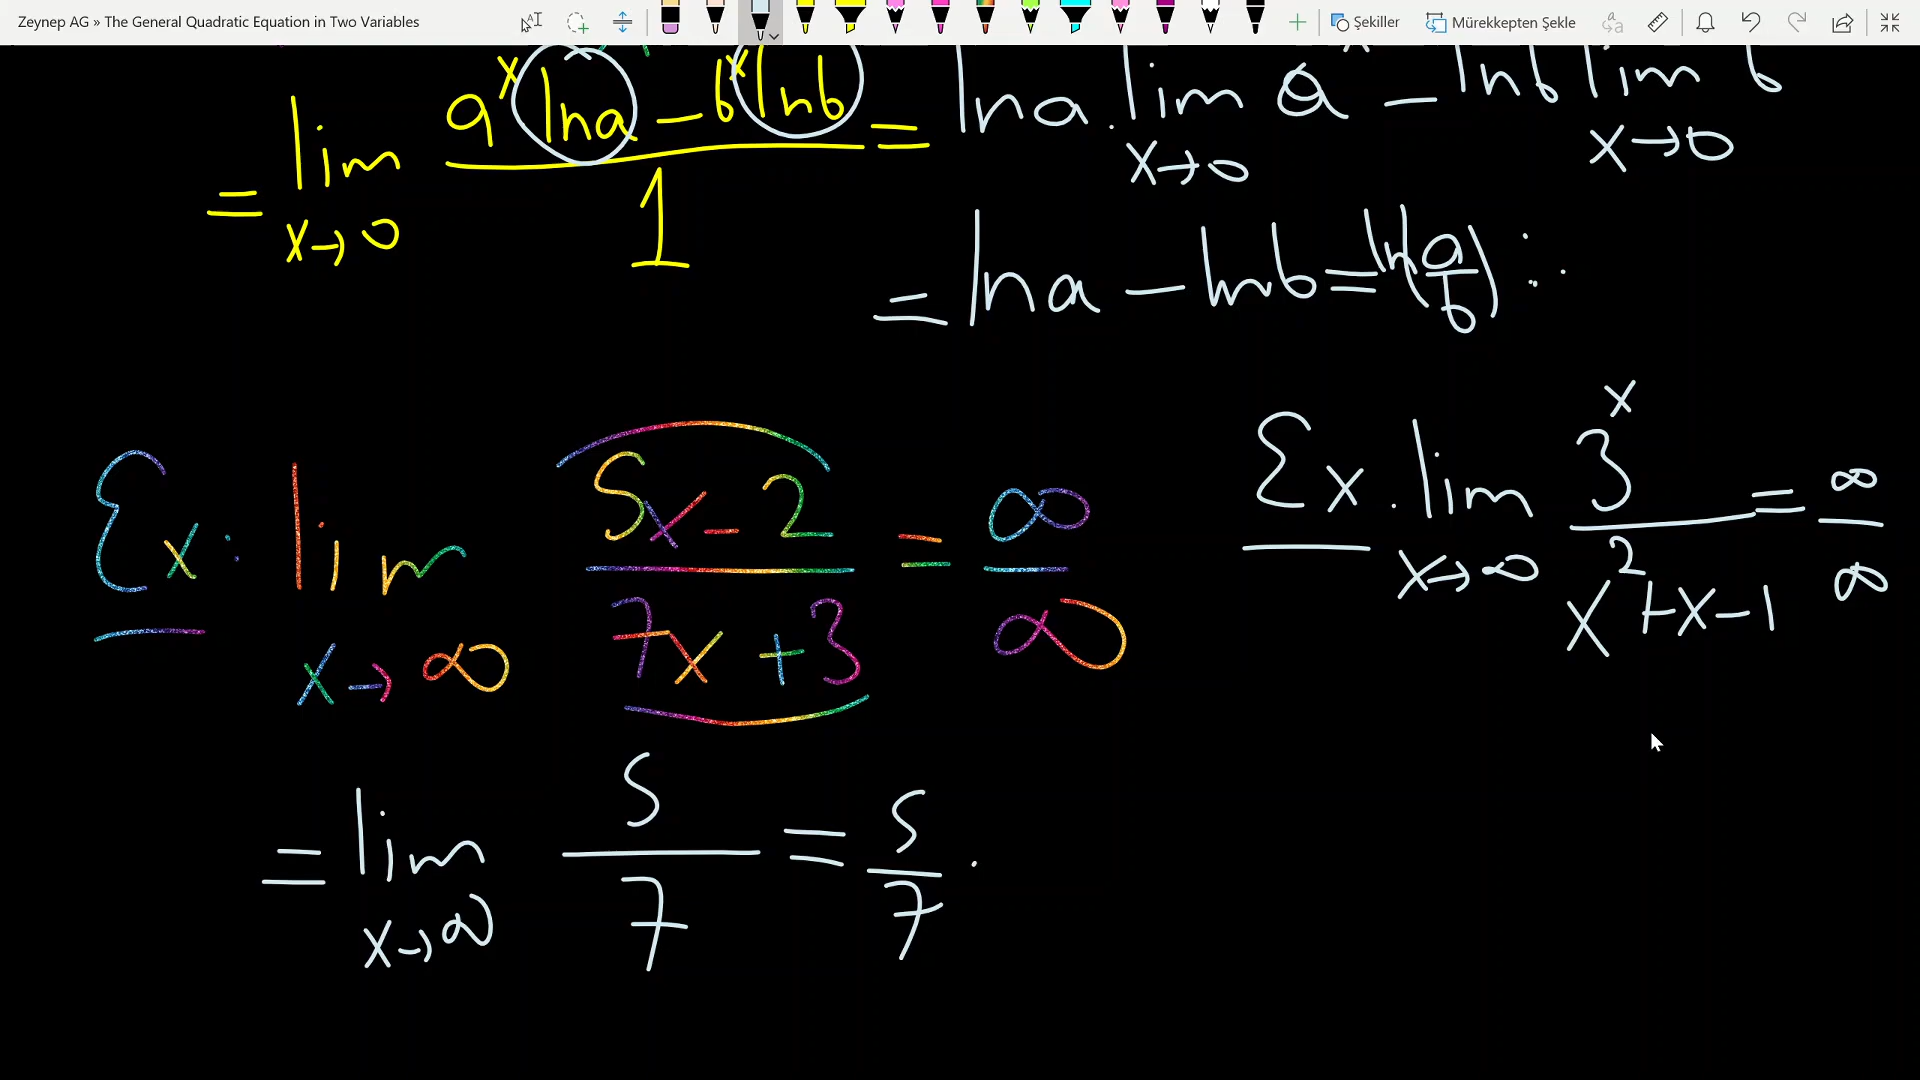 Zeynep AG » The General Quadratic Equation in Two Variables
Şekiller
Mürekkepten Şekle
= lim x→0 (a^x ln a − b^x ln b) / 1 = ln a . lim x→0 a^x − ln b lim x→0 b
= ln a − ln b = ln(a/b) :
Ex: lim x→∞ (5x − 2) / (7x + 3) = ∞/∞
Ex. lim x→∞ 3^x / (x^2 + x − 1) = ∞/∞
= lim x→∞ 5/7 = 5/7 .